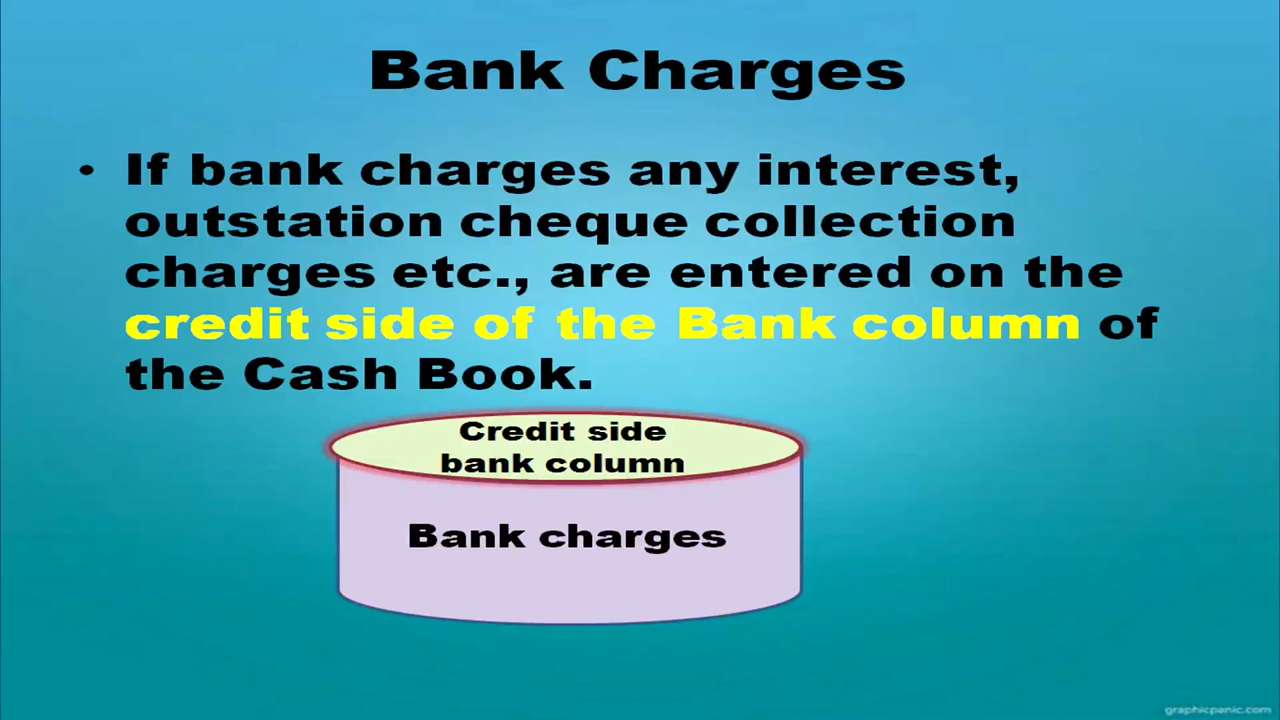 Bank Charges
• If bank charges any interest,
outstation cheque collection
charges etc., are entered on the
credit side of the Bank column of
the Cash Book.
Credit side
bank column
Bank charges
graphicpanic.com